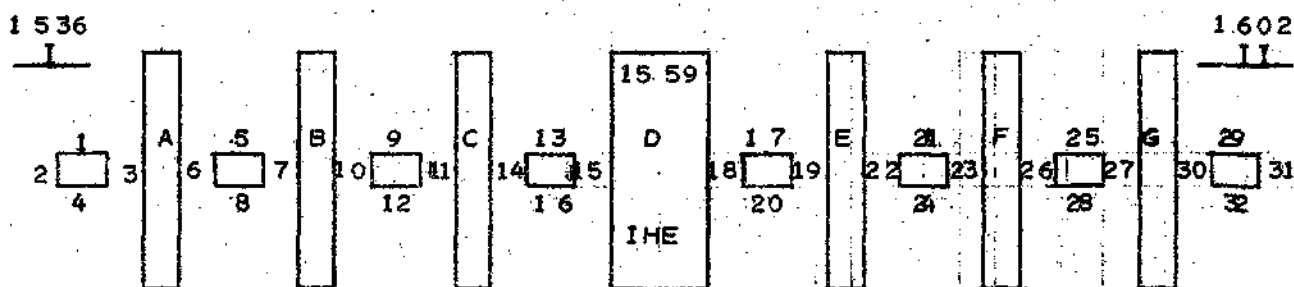 1 536 1.602
I II
15.59
1 5 9 13 17 21 25 29
A B C D E F G
2 3 6 7 10 11 14 15 18 19 22 23 26 27 30 31
4 8 12 16 20 24 28 32
IHE